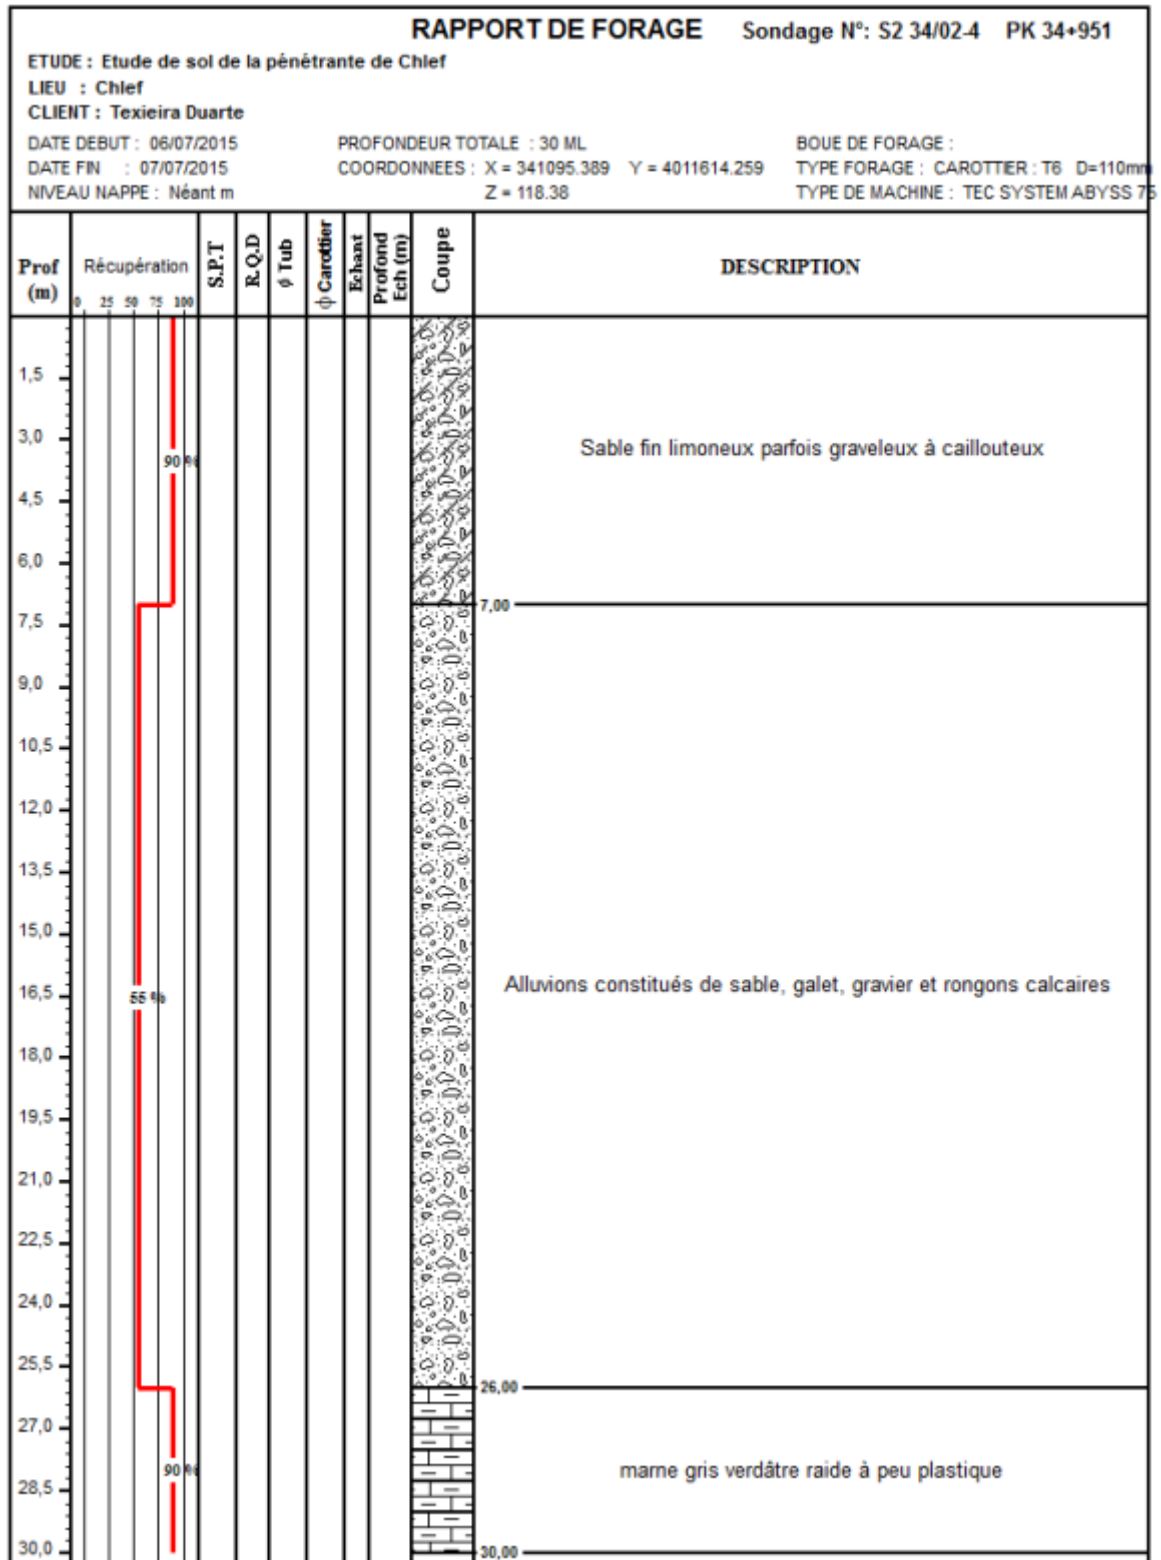 RAPPORT DE FORAGE Sondage N°: S2 34/02-4 PK 34+951
ETUDE : Etude de sol de la pénétrante de Chlef
LIEU : Chlef
CLIENT : Texieira Duarte
DATE DEBUT : 06/07/2015 PROFONDEUR TOTALE : 30 ML BOUE DE FORAGE :
DATE FIN : 07/07/2015 COORDONNEES : X = 341095.389 Y = 4011614.259 TYPE FORAGE : CAROTTIER : T6 D=110mm
NIVEAU NAPPE : Néant m Z = 118.38 TYPE DE MACHINE : TEC SYSTEM ABYSS 75
Prof (m) Récupération S.P.T R.Q.D ϕ Tub ϕ Carottier Echant Profond Ech (m) Coupe DESCRIPTION
0 25 50 75 100
1,5
3,0
Sable fin limoneux parfois graveleux à caillouteux
90 %
4,5
6,0
7,00
7,5
9,0
10,5
12,0
13,5
15,0
Alluvions constitués de sable, galet, gravier et rongons calcaires
16,5
55 %
18,0
19,5
21,0
22,5
24,0
25,5
26,00
27,0
90 %
marne gris verdâtre raide à peu plastique
28,5
30,0
30,00